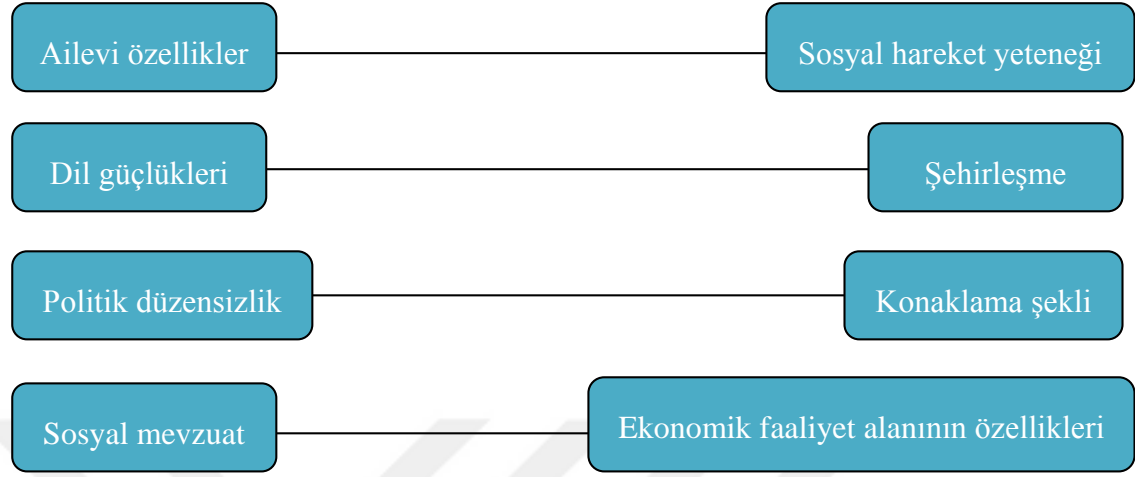 Ailevi özellikler
Sosyal hareket yeteneği
Dil güçlükleri
Şehirleşme
Politik düzensizlik
Konaklama şekli
Sosyal mevzuat
Ekonomik faaliyet alanının özellikleri